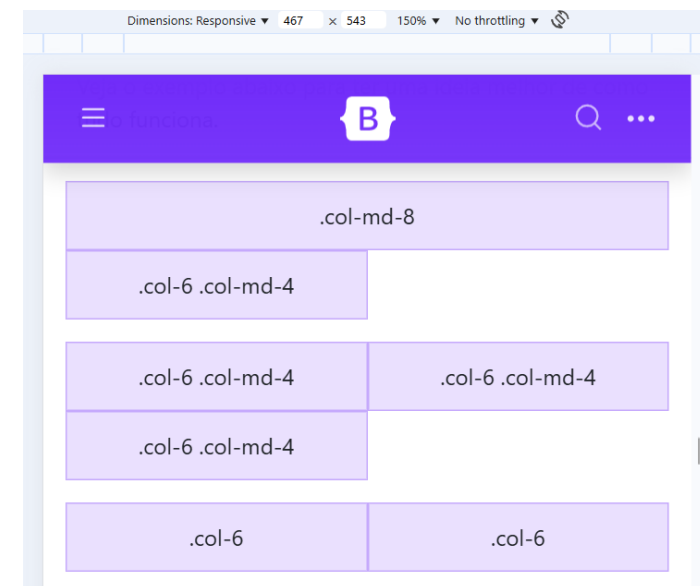 Dimensions: Responsive 467 × 543 150% No throttling
o funciona.
B
.col-md-8
.col-6 .col-md-4
.col-6 .col-md-4 .col-6 .col-md-4
.col-6 .col-md-4
.col-6 .col-6